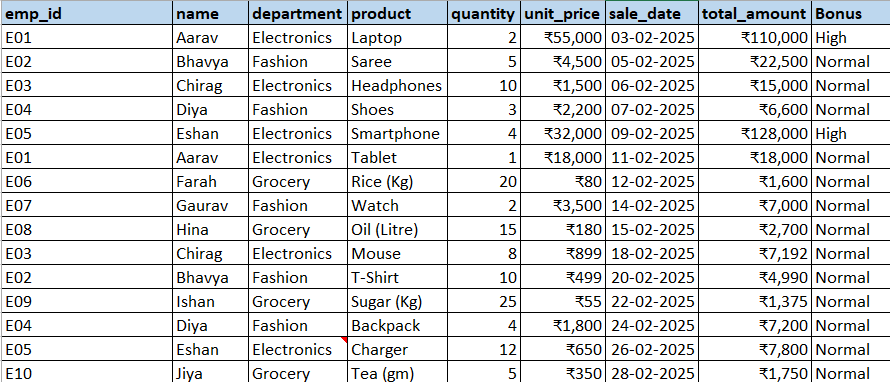 emp_id name department product quantity unit_price sale_date total_amount Bonus
E01 Aarav Electronics Laptop 2 ₹55,000 03-02-2025 ₹110,000 High
E02 Bhavya Fashion Saree 5 ₹4,500 05-02-2025 ₹22,500 Normal
E03 Chirag Electronics Headphones 10 ₹1,500 06-02-2025 ₹15,000 Normal
E04 Diya Fashion Shoes 3 ₹2,200 07-02-2025 ₹6,600 Normal
E05 Eshan Electronics Smartphone 4 ₹32,000 09-02-2025 ₹128,000 High
E01 Aarav Electronics Tablet 1 ₹18,000 11-02-2025 ₹18,000 Normal
E06 Farah Grocery Rice (Kg) 20 ₹80 12-02-2025 ₹1,600 Normal
E07 Gaurav Fashion Watch 2 ₹3,500 14-02-2025 ₹7,000 Normal
E08 Hina Grocery Oil (Litre) 15 ₹180 15-02-2025 ₹2,700 Normal
E03 Chirag Electronics Mouse 8 ₹899 18-02-2025 ₹7,192 Normal
E02 Bhavya Fashion T-Shirt 10 ₹499 20-02-2025 ₹4,990 Normal
E09 Ishan Grocery Sugar (Kg) 25 ₹55 22-02-2025 ₹1,375 Normal
E04 Diya Fashion Backpack 4 ₹1,800 24-02-2025 ₹7,200 Normal
E05 Eshan Electronics Charger 12 ₹650 26-02-2025 ₹7,800 Normal
E10 Jiya Grocery Tea (gm) 5 ₹350 28-02-2025 ₹1,750 Normal